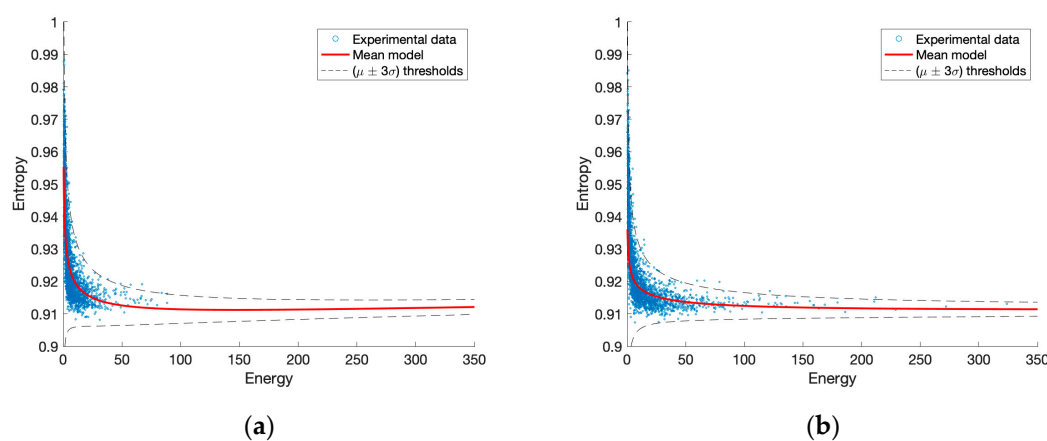 1
0.99
0.98
0.97
0.96
0.95
0.94
0.93
0.92
0.91
0.9
Entropy
Experimental data
Mean model
(μ ± 3σ) thresholds
0 50 100 150 200 250 300 350
Energy
(a)
1
0.99
0.98
0.97
0.96
0.95
0.94
0.93
0.92
0.91
0.9
Entropy
Experimental data
Mean model
(μ ± 3σ) thresholds
0 50 100 150 200 250 300 350
Energy
(b)